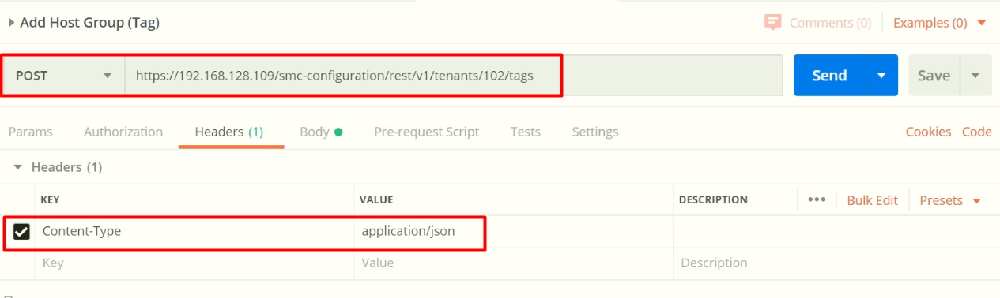 Add Host Group (Tag) Comments (0) Examples (0)
POST https://192.168.128.109/smc-configuration/rest/v1/tenants/102/tags Send Save
Params Authorization Headers (1) Body Pre-request Script Tests Settings Cookies Code
Headers (1)
KEY VALUE DESCRIPTION ••• Bulk Edit Presets
Content-Type application/json
Key Value Description